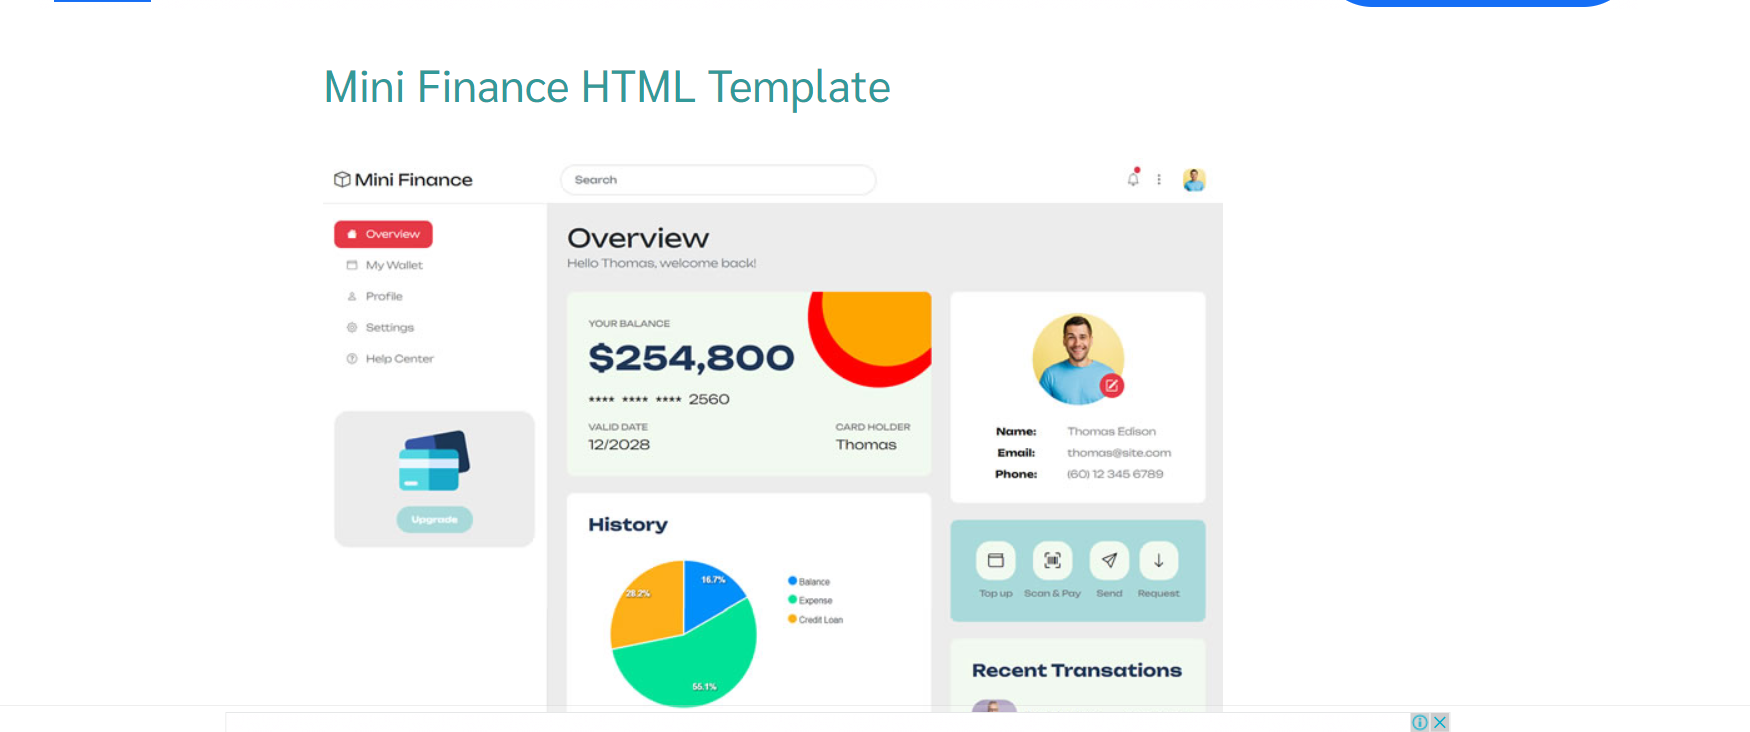 Mini Finance HTML Template
Mini Finance
Search
Overview
My Wallet
Profile
Settings
Help Center
Upgrade
Overview
Hello Thomas, welcome back!
YOUR BALANCE
$254,800
**** **** **** 2560
VALID DATE
12/2028
CARD HOLDER
Thomas
History
16.7%
28.2%
55.1%
Balance
Expense
Credit Loan
Name: Thomas Edison
Email: thomas@site.com
Phone: (60) 12 345 6789
Top up Scan & Pay Send Request
Recent Transations